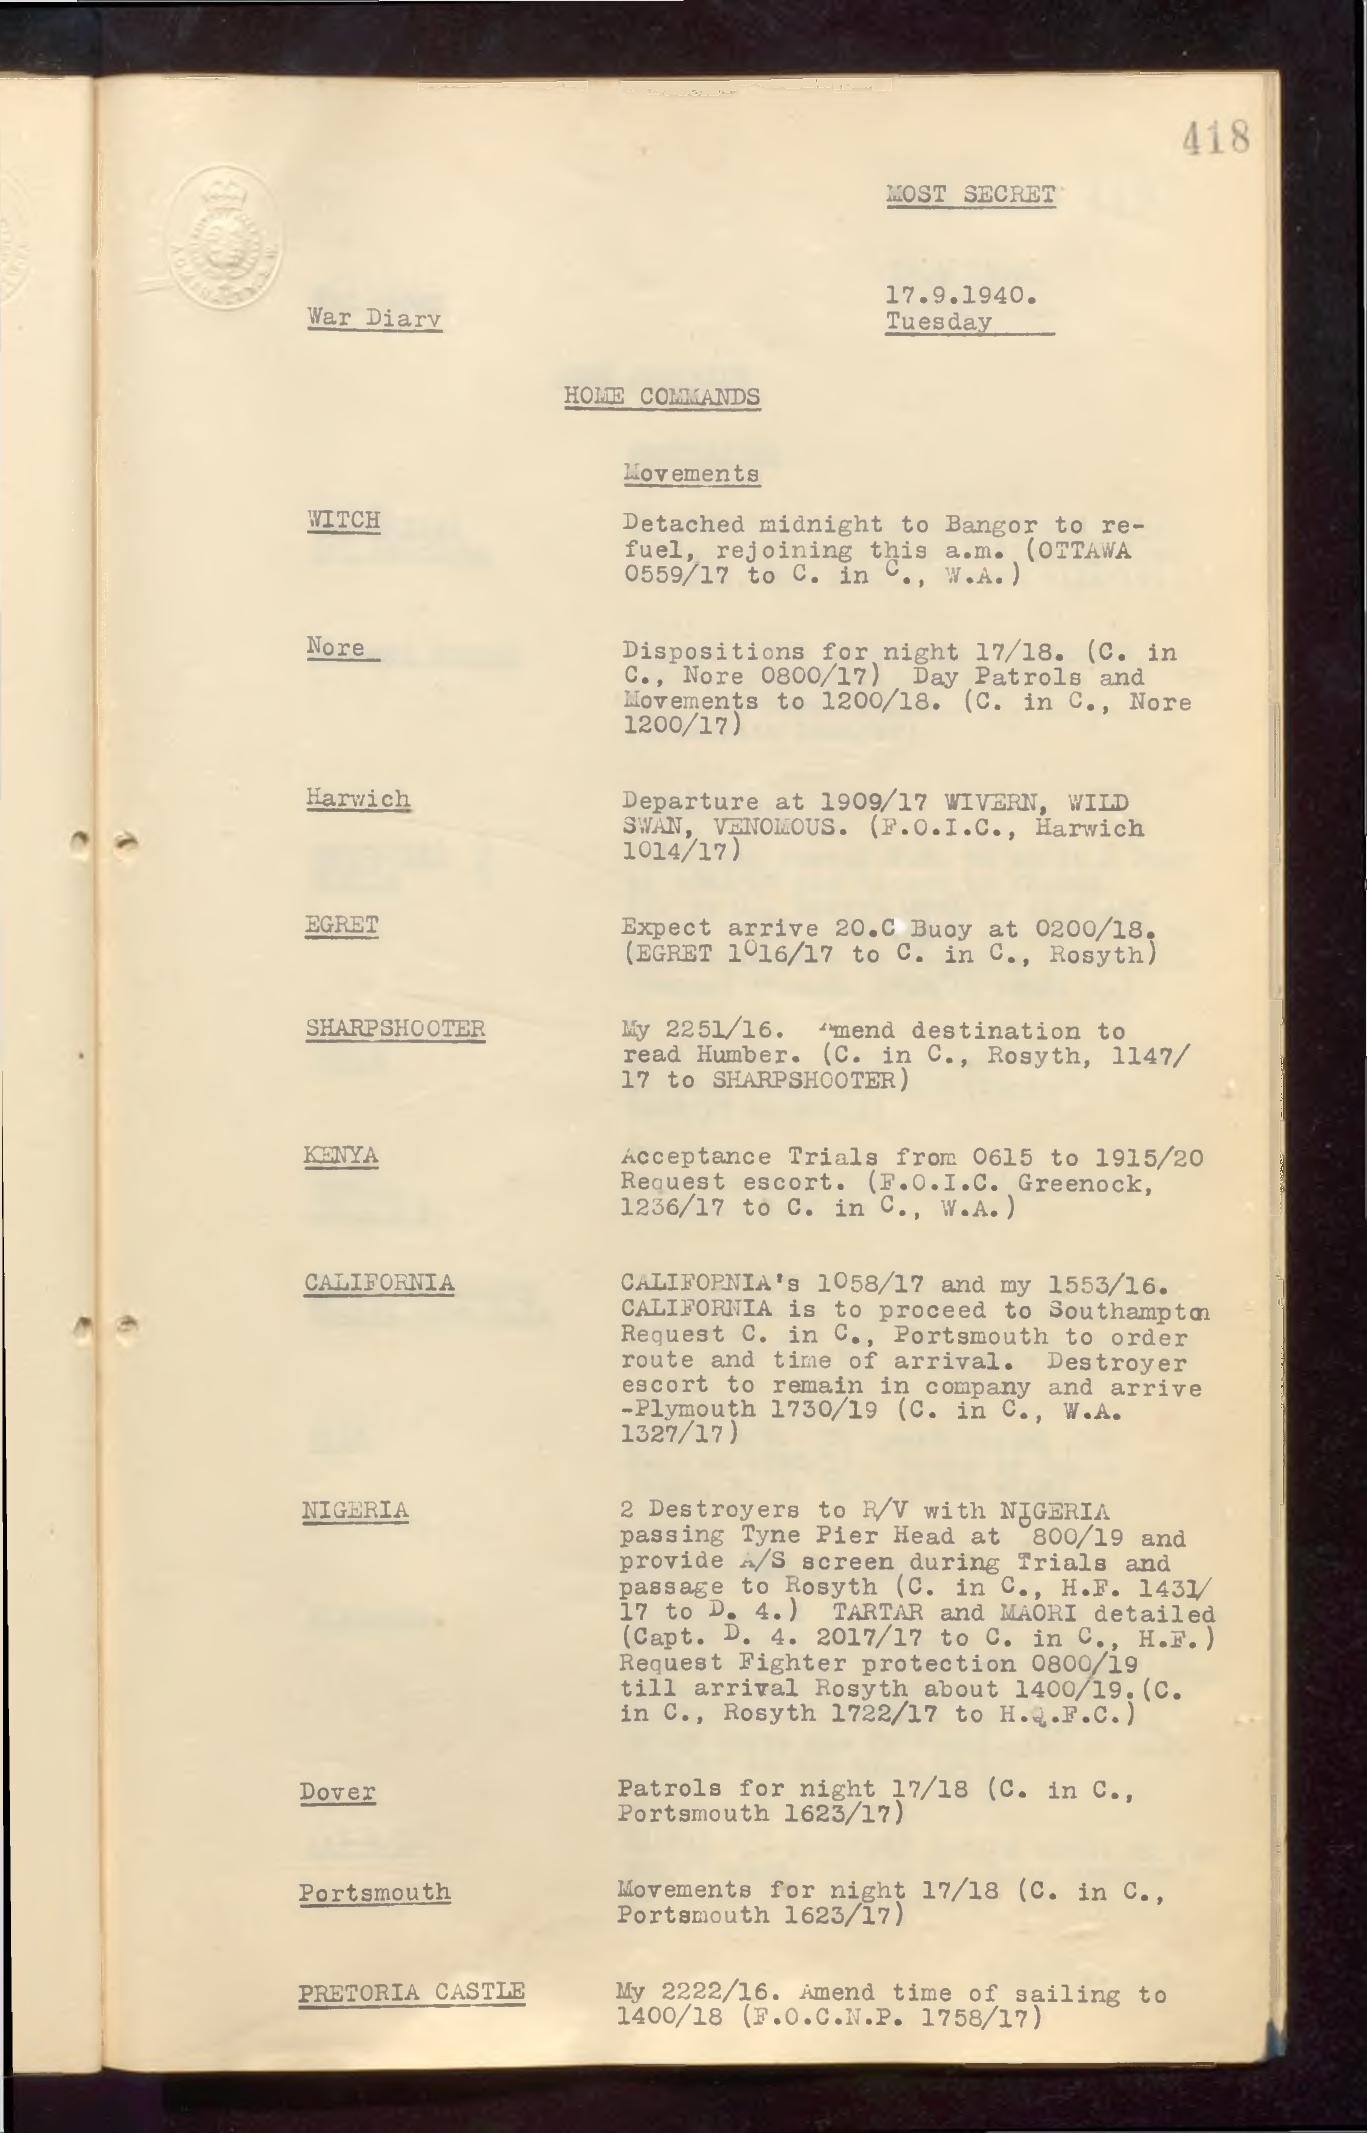 418
MOST SECRET
17.9.1940.
War Diary
Tuesday
HOME COMMANDS
Movements
WITCH
Detached midnight to Bangor to re-
fuel, rejoining this a.m. (OTTAWA
0559/17 to C. in C., W.A.)
Nore
Dispositions for night 17/18. (C. in
C., Nore 0800/17) Day Patrols and
Movements to 1200/18. (C. in C., Nore
1200/17)
Harwich
Departure at 1909/17 WIVERN, WILD
SWAN, VENOMOUS. (F.O.I.C., Harwich
1014/17)
EGRET
Expect arrive 20.C Buoy at 0200/18.
(EGRET 1016/17 to C. in C., Rosyth)
SHARPSHOOTER
My 2251/16. Amend destination to
read Humber. (C. in C., Rosyth, 1147/
17 to SHARPSHOOTER)
KENYA
Acceptance Trials from 0615 to 1915/20
Request escort. (F.O.I.C. Greenock,
1236/17 to C. in C., W.A.)
CALIFORNIA
CALIFORNIA's 1058/17 and my 1553/16.
CALIFORNIA is to proceed to Southampton
Request C. in C., Portsmouth to order
route and time of arrival. Destroyer
escort to remain in company and arrive
-Plymouth 1730/19 (C. in C., W.A.
1327/17)
NIGERIA
2 Destroyers to R/V with NIGERIA
passing Tyne Pier Head at 0800/19 and
provide A/S screen during Trials and
passage to Rosyth (C. in C., H.F. 1431/
17 to D. 4.) TARTAR and MAORI detailed
(Capt. D. 4. 2017/17 to C. in C., H.F.)
Request Fighter protection 0800/19
till arrival Rosyth about 1400/19.(C.
in C., Rosyth 1722/17 to H.Q.F.C.)
Dover
Patrols for night 17/18 (C. in C.,
Portsmouth 1623/17)
Portsmouth
Movements for night 17/18 (C. in C.,
Portsmouth 1623/17)
PRETORIA CASTLE
My 2222/16. Amend time of sailing to
1400/18 (F.O.C.N.P. 1758/17)